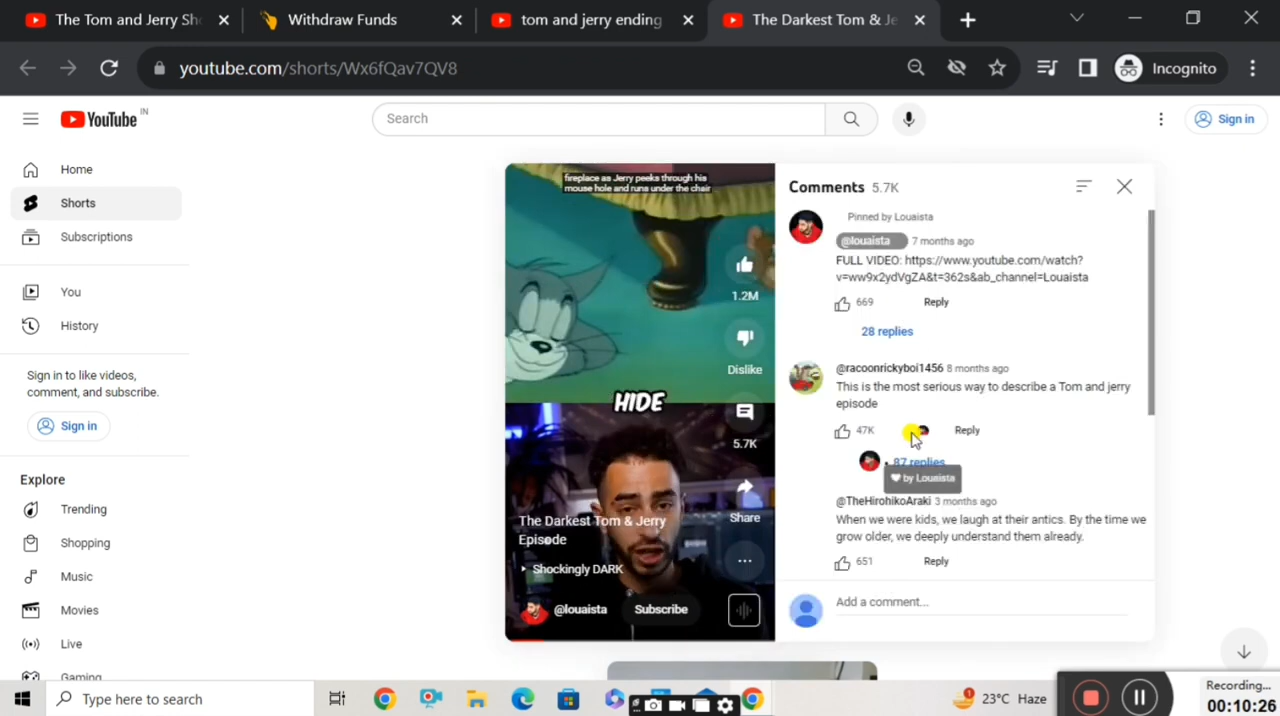 The Tom and Jerry Sh
Withdraw Funds
tom and jerry ending
The Darkest Tom & Je
youtube.com/shorts/Wx6fQav7QV8
Incognito
YouTube IN
Search
Sign in
Home
Shorts
Subscriptions
You
History
Sign in to like videos,
comment, and subscribe.
Sign in
Explore
Trending
Shopping
Music
Movies
Live
Gaming
fireplace as Jerry peeks through his
mouse hole and runs under the chair
HIDE
1.2M
Dislike
5.7K
Share
The Darkest Tom & Jerry
Episode
Shockingly DARK
@louaista
Subscribe
Comments 5.7K
Pinned by Louaista
@louaista 7 months ago
FULL VIDEO: https://www.youtube.com/watch?
v=ww9x2ydVgZA&t=362s&ab_channel=Louaista
669 Reply
28 replies
@racoonrickyboi1456 8 months ago
This is the most serious way to describe a Tom and jerry
episode
47K Reply
87 replies
by Louaista
@TheHirohikoAraki 3 months ago
When we were kids, we laugh at their antics. By the time we
grow older, we deeply understand them already.
651 Reply
Add a comment...
Type here to search
1
23°C Haze
Recording...
00:10:26